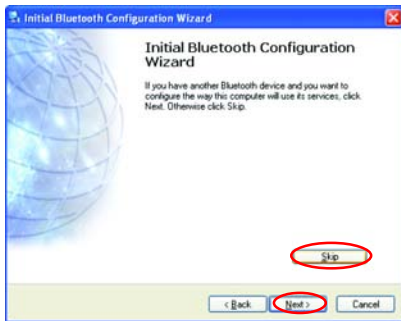 Initial Bluetooth Configuration Wizard
Initial Bluetooth Configuration
Wizard
If you have another Bluetooth device and you want to
configure the way this computer will use its services, click
Next. Otherwise click Skip.
Skip
< Back Next > Cancel